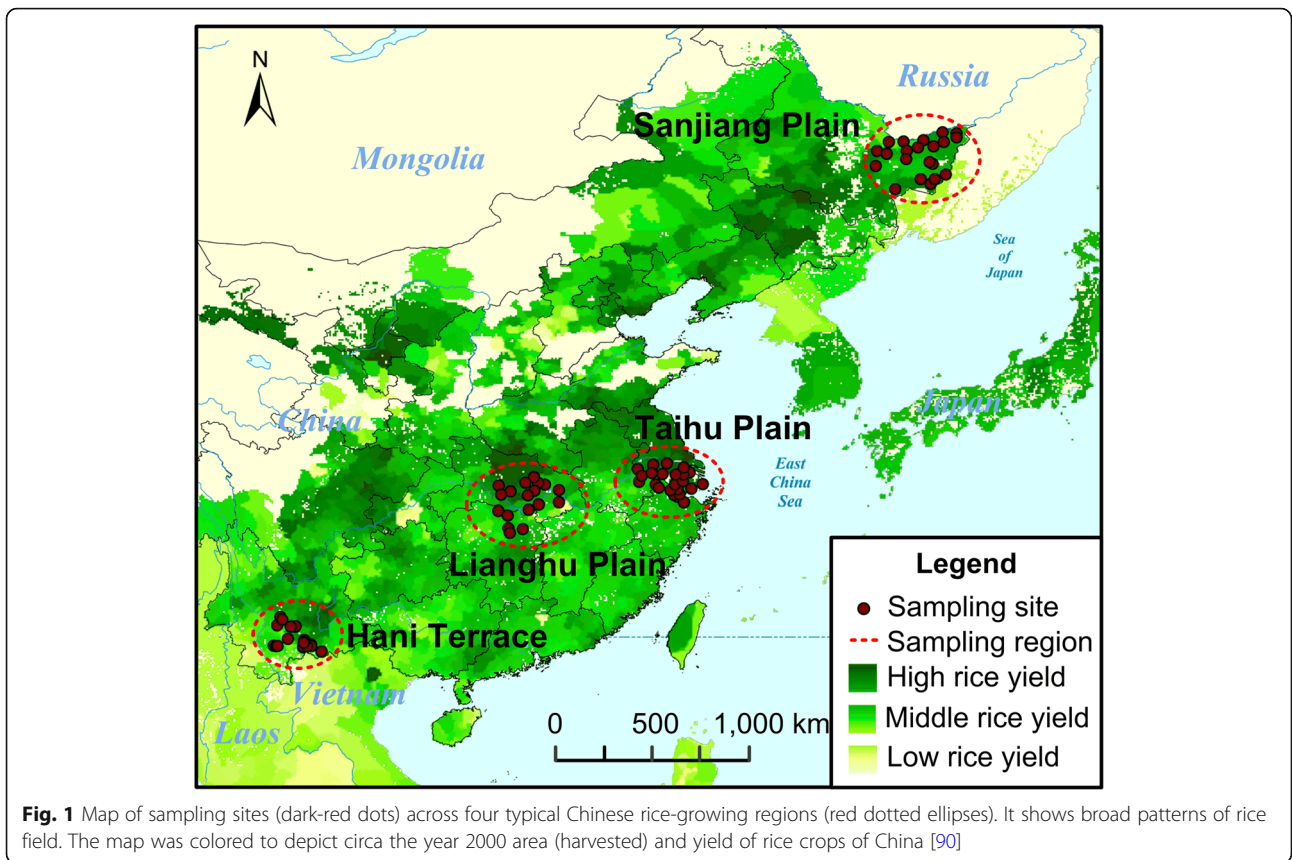 N
Russia
Sanjiang Plain
Mongolia
Sea
of
Japan
China
Japan
Taihu Plain
East
China
Sea
Lianghu Plain
Hani Terrace
Vietnam
Laos
0 500 1,000 km
Legend
Sampling site
Sampling region
High rice yield
Middle rice yield
Low rice yield
Fig. 1 Map of sampling sites (dark-red dots) across four typical Chinese rice-growing regions (red dotted ellipses). It shows broad patterns of rice
field. The map was colored to depict circa the year 2000 area (harvested) and yield of rice crops of China [90]